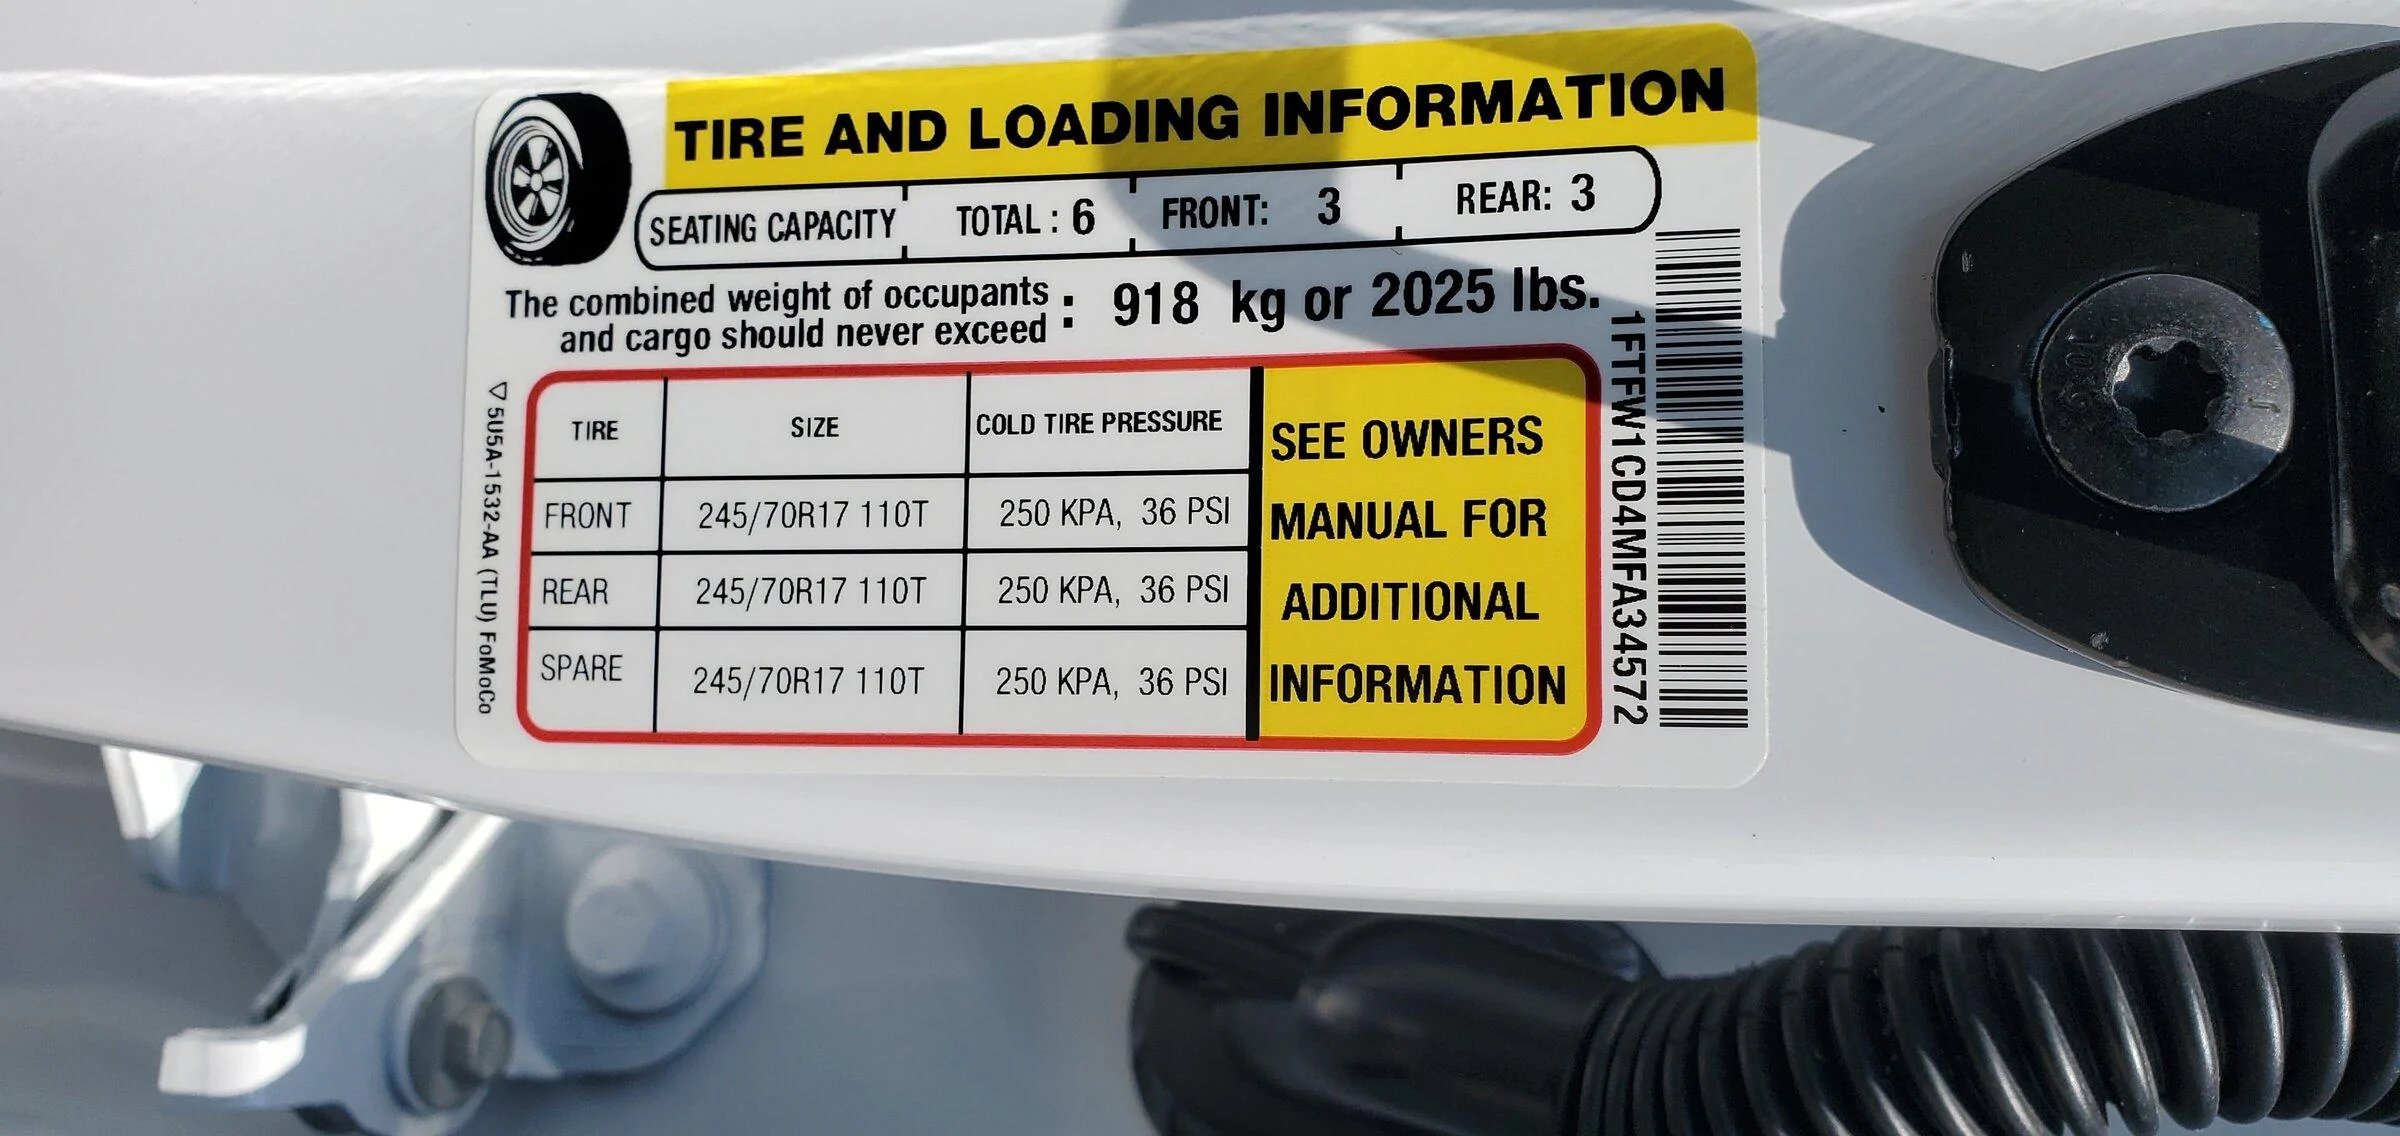 TIRE AND LOADING INFORMATION
SEATING CAPACITY TOTAL : 6 FRONT: 3 REAR: 3
The combined weight of occupants
and cargo should never exceed : 918 kg or 2025 lbs.
TIRE SIZE COLD TIRE PRESSURE
FRONT 245/70R17 110T 250 KPA, 36 PSI
REAR 245/70R17 110T 250 KPA, 36 PSI
SPARE 245/70R17 110T 250 KPA, 36 PSI
SEE OWNERS
MANUAL FOR
ADDITIONAL
INFORMATION
5U5A-1532-AA (TLU) FoMoCo
1FTFW1CD4MFA34572